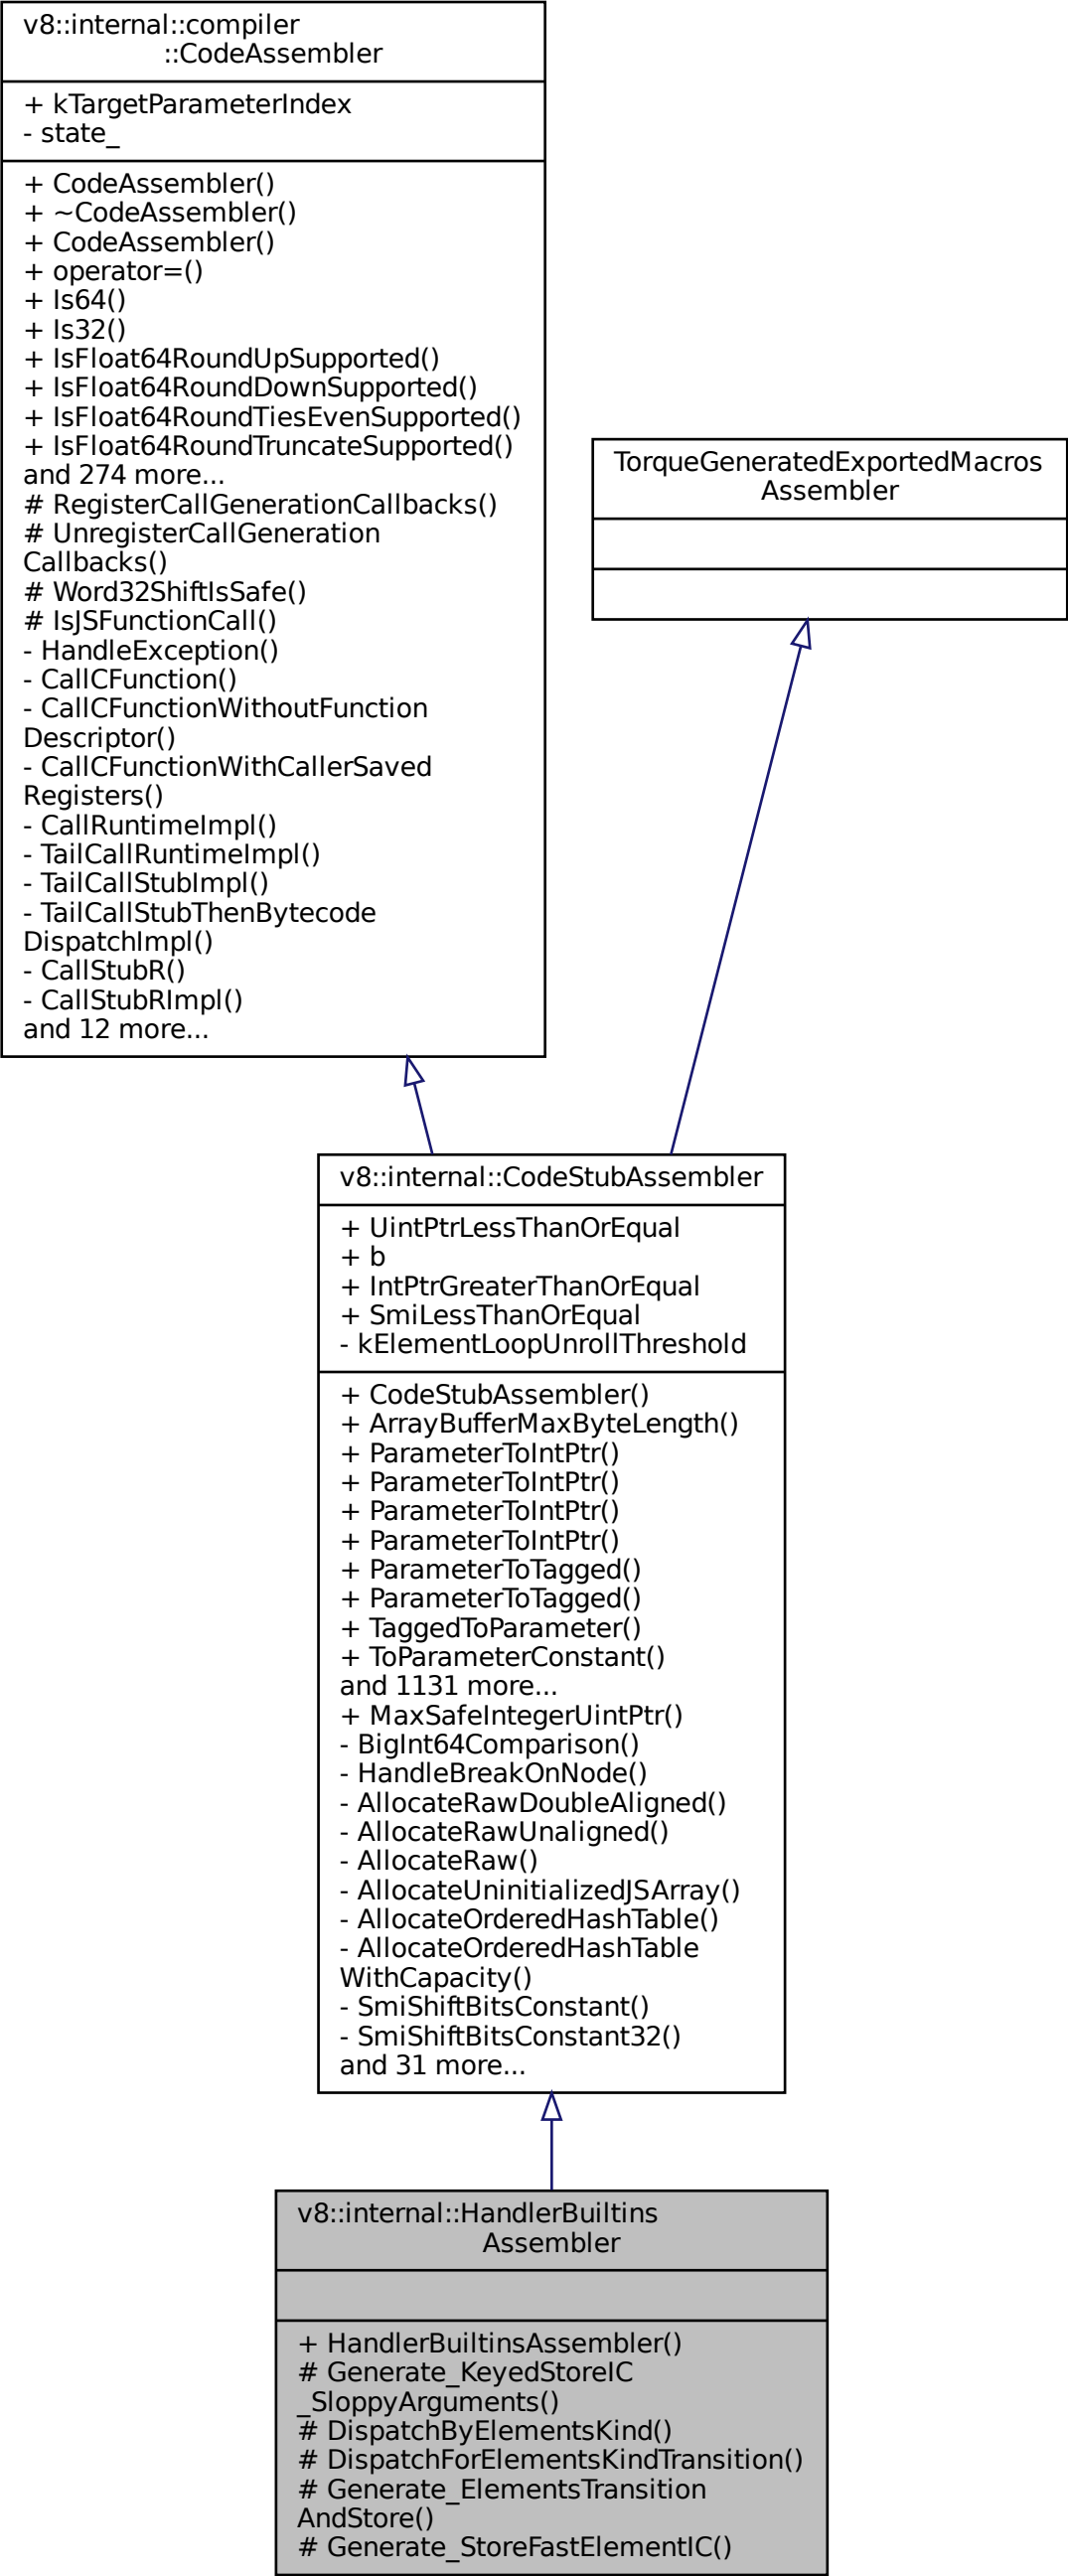 v8::internal::compiler
::CodeAssembler
+ kTargetParameterIndex
- state_
+ CodeAssembler()
+ ~CodeAssembler()
+ CodeAssembler()
+ operator=()
+ Is64()
+ Is32()
+ IsFloat64RoundUpSupported()
+ IsFloat64RoundDownSupported()
+ IsFloat64RoundTiesEvenSupported()
+ IsFloat64RoundTruncateSupported()
and 274 more...
# RegisterCallGenerationCallbacks()
# UnregisterCallGeneration
Callbacks()
# Word32ShiftIsSafe()
# IsJSFunctionCall()
- HandleException()
- CallCFunction()
- CallCFunctionWithoutFunction
Descriptor()
- CallCFunctionWithCallerSaved
Registers()
- CallRuntimeImpl()
- TailCallRuntimeImpl()
- TailCallStubImpl()
- TailCallStubThenBytecode
DispatchImpl()
- CallStubR()
- CallStubRImpl()
and 12 more...
TorqueGeneratedExportedMacros
Assembler
v8::internal::CodeStubAssembler
+ UintPtrLessThanOrEqual
+ b
+ IntPtrGreaterThanOrEqual
+ SmiLessThanOrEqual
- kElementLoopUnrollThreshold
+ CodeStubAssembler()
+ ArrayBufferMaxByteLength()
+ ParameterToIntPtr()
+ ParameterToIntPtr()
+ ParameterToIntPtr()
+ ParameterToIntPtr()
+ ParameterToTagged()
+ ParameterToTagged()
+ TaggedToParameter()
+ ToParameterConstant()
and 1131 more...
+ MaxSafeIntegerUintPtr()
- BigInt64Comparison()
- HandleBreakOnNode()
- AllocateRawDoubleAligned()
- AllocateRawUnaligned()
- AllocateRaw()
- AllocateUninitializedJSArray()
- AllocateOrderedHashTable()
- AllocateOrderedHashTable
WithCapacity()
- SmiShiftBitsConstant()
- SmiShiftBitsConstant32()
and 31 more...
v8::internal::HandlerBuiltins
Assembler
+ HandlerBuiltinsAssembler()
# Generate_KeyedStoreIC
_SloppyArguments()
# DispatchByElementsKind()
# DispatchForElementsKindTransition()
# Generate_ElementsTransition
AndStore()
# Generate_StoreFastElementIC()